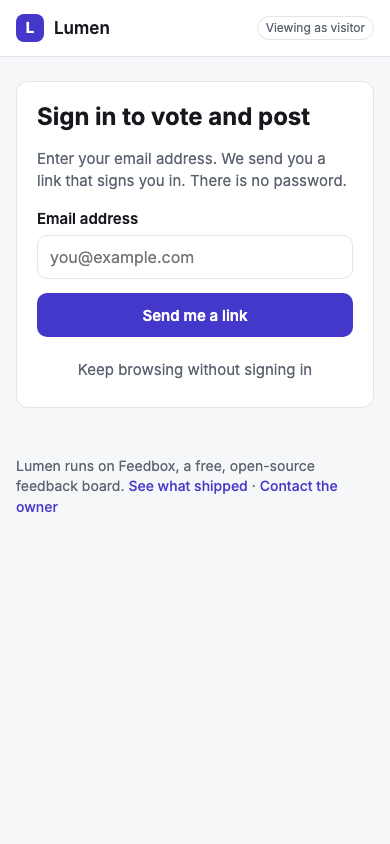 L Lumen
Viewing as visitor
Sign in to vote and post
Enter your email address. We send you a
link that signs you in. There is no password.
Email address
you@example.com
Send me a link
Keep browsing without signing in
Lumen runs on Feedbox, a free, open-source
feedback board. See what shipped · Contact the
owner